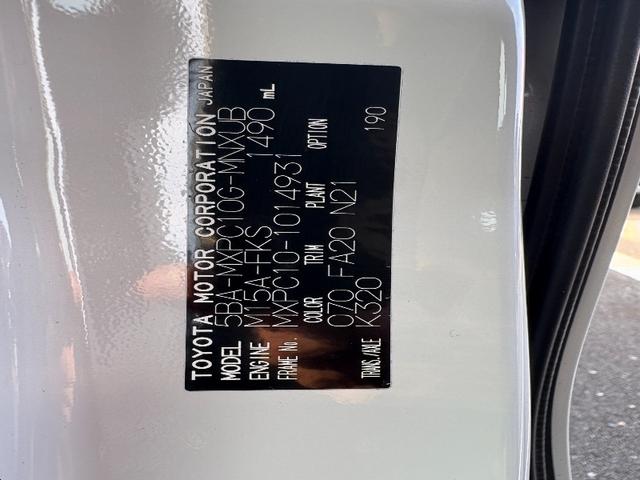 TOYOTA MOTOR CORPORATION JAPAN
MODEL 5BA-MXPC10G-MNXUB
ENGINE M15A-FKS 1490 mL
FRAME No. MXPC10-1014931
COLOR TRIM PLANT OPTION
070 FA20 N21 190
TRANS./AXLE K320